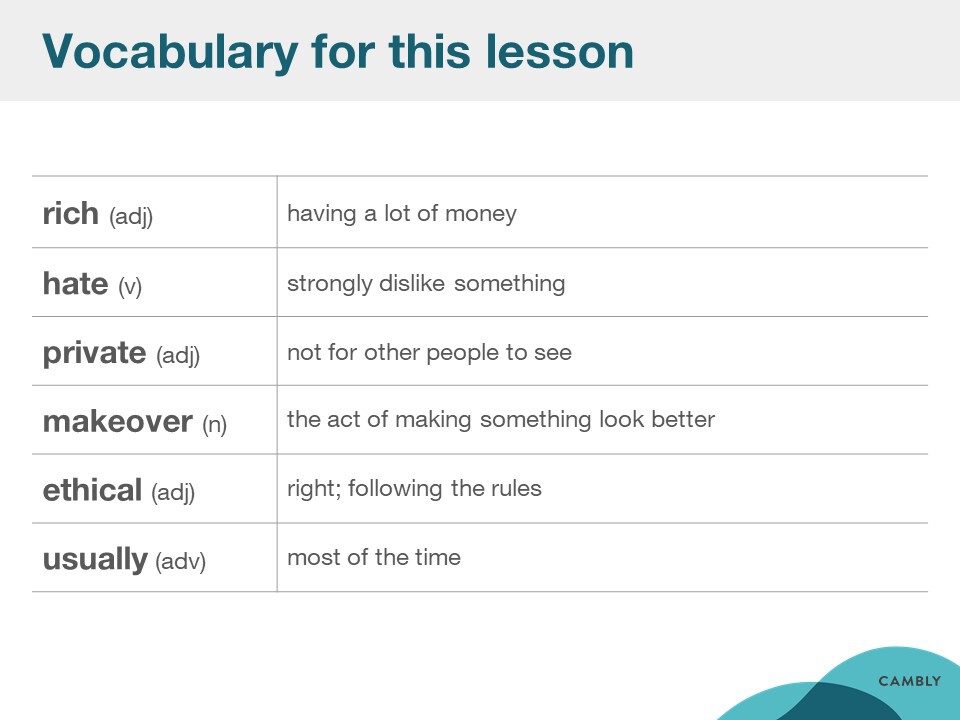 Vocabulary for this lesson
rich (adj) having a lot of money
hate (v) strongly dislike something
private (adj) not for other people to see
makeover (n) the act of making something look better
ethical (adj) right; following the rules
usually (adv) most of the time
CAMBLY